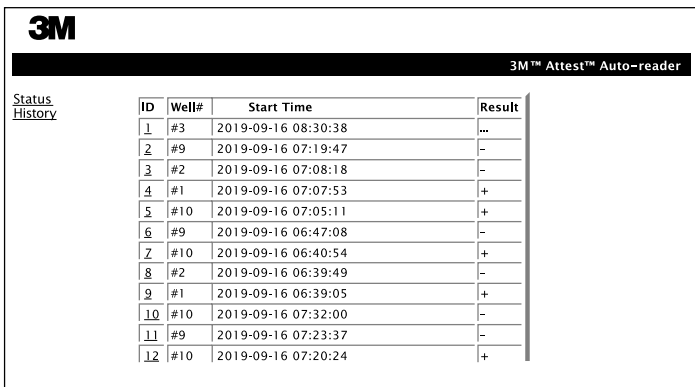 3M
3M™ Attest™ Auto-reader
Status
History
ID Well# Start Time Result
1 #3 2019-09-16 08:30:38 ...
2 #9 2019-09-16 07:19:47 -
3 #2 2019-09-16 07:08:18 -
4 #1 2019-09-16 07:07:53 +
5 #10 2019-09-16 07:05:11 +
6 #9 2019-09-16 06:47:08 -
7 #10 2019-09-16 06:40:54 +
8 #2 2019-09-16 06:39:49 -
9 #1 2019-09-16 06:39:05 +
10 #10 2019-09-16 07:32:00 -
11 #9 2019-09-16 07:23:37 -
12 #10 2019-09-16 07:20:24 +